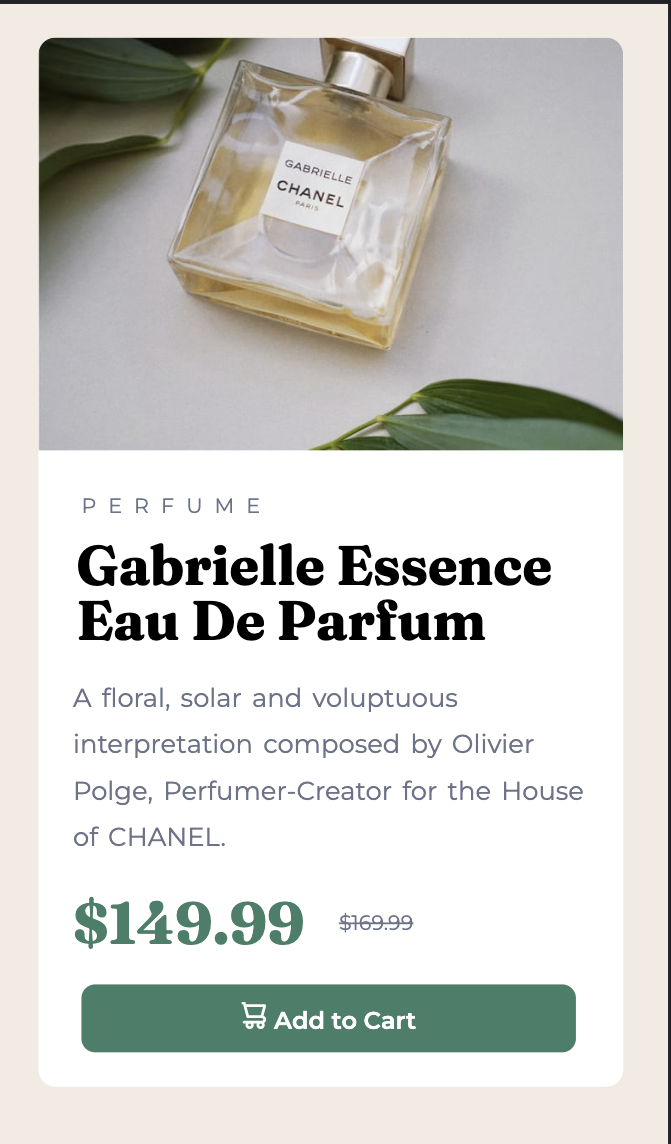 GABRIELLE
CHANEL
PARIS
PERFUME
Gabrielle Essence
Eau De Parfum
A floral, solar and voluptuous
interpretation composed by Olivier
Polge, Perfumer-Creator for the House
of CHANEL.
$149.99 $169.99
Add to Cart